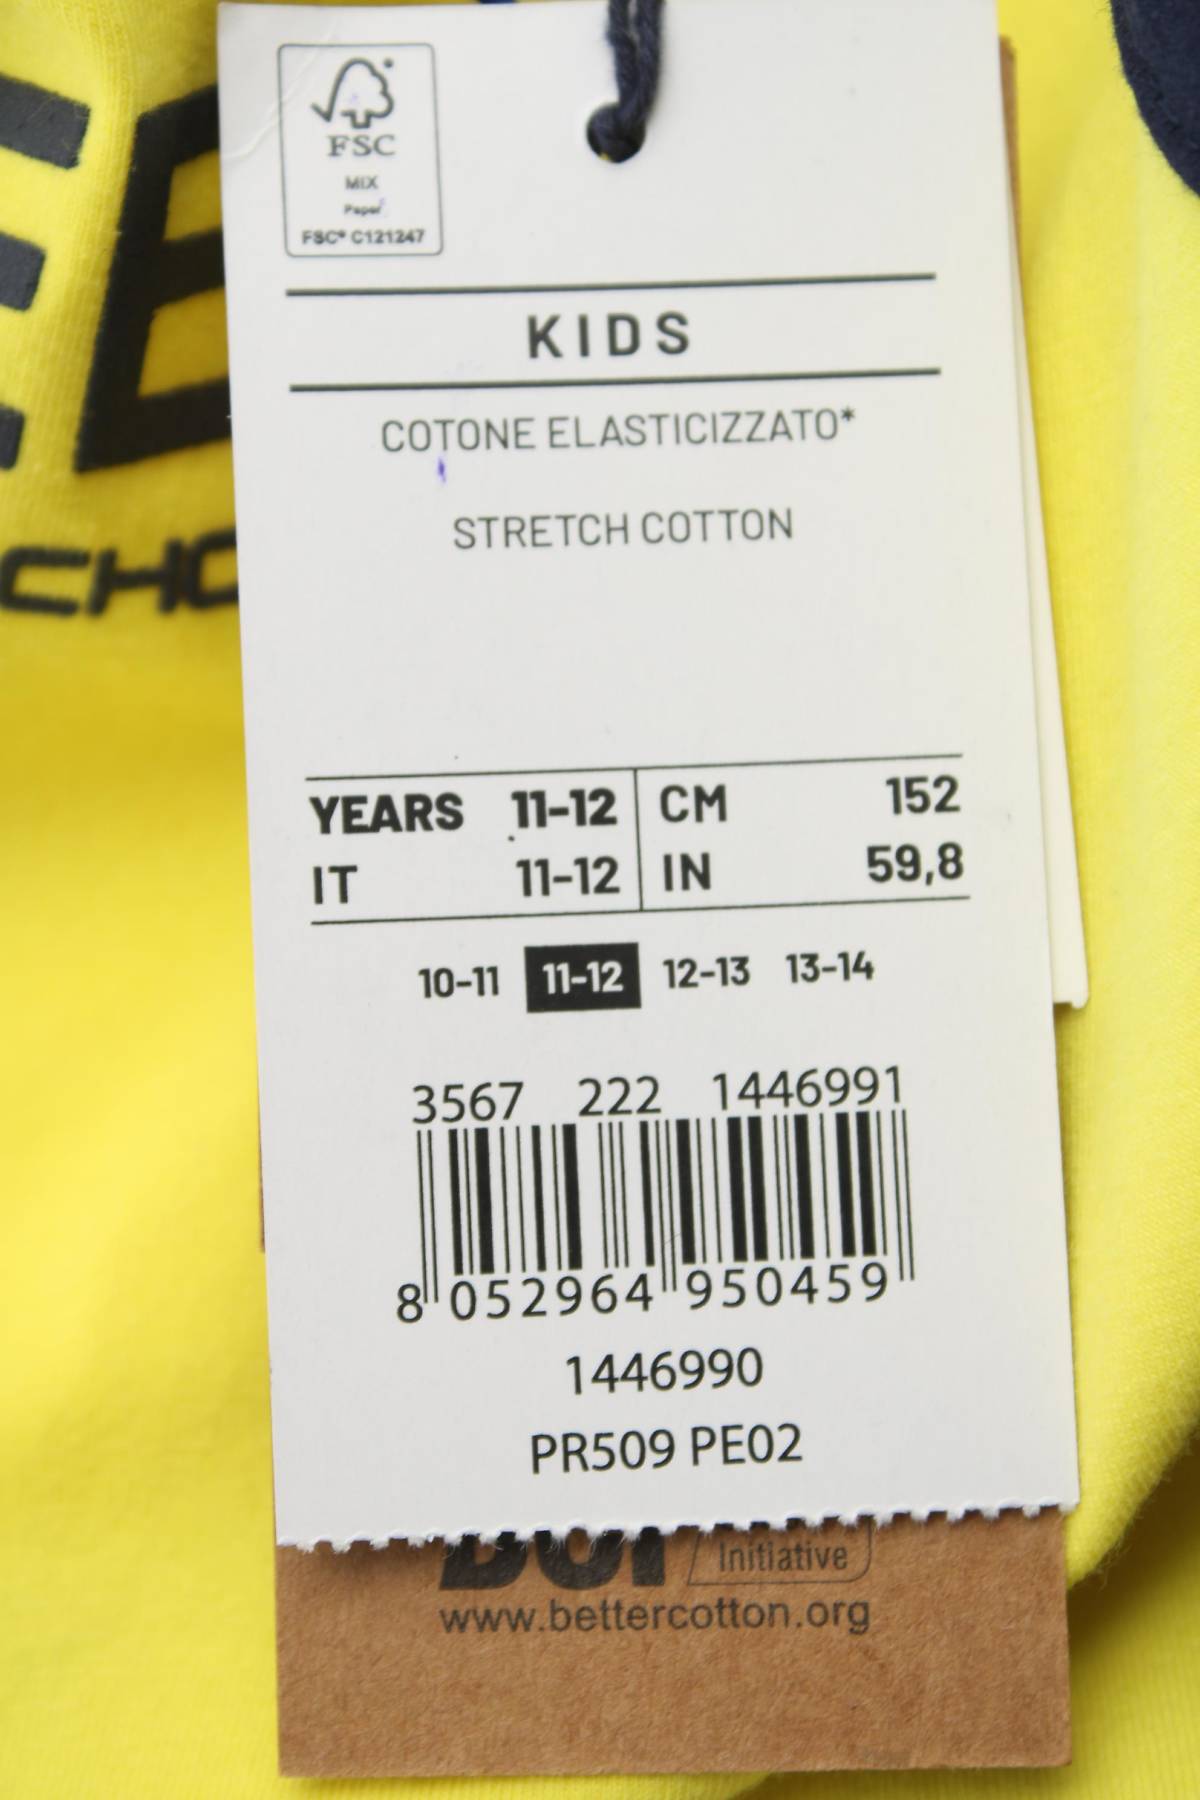 FSC
MIX
Paper
FSC® C121247
KIDS
COTONE ELASTICIZZATO*
STRETCH COTTON
YEARS 11-12 CM 152
IT 11-12 IN 59,8
10-11 11-12 12-13 13-14
3567 222 1446991
8 052964 950459
1446990
PR509 PE02
Initiative
www.bettercotton.org
CHO